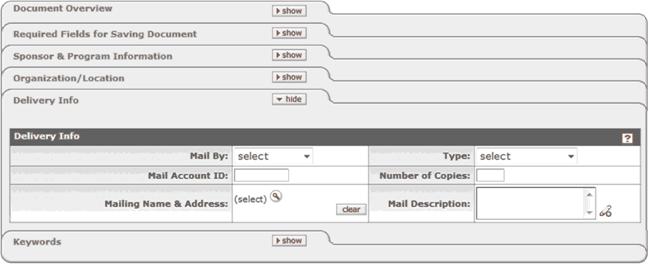 Document Overview show
Required Fields for Saving Document show
Sponsor & Program Information show
Organization/Location show
Delivery Info hide
Delivery Info ?
Mail By: select Type: select
Mail Account ID: Number of Copies:
Mailing Name & Address: (select) clear Mail Description:
Keywords show